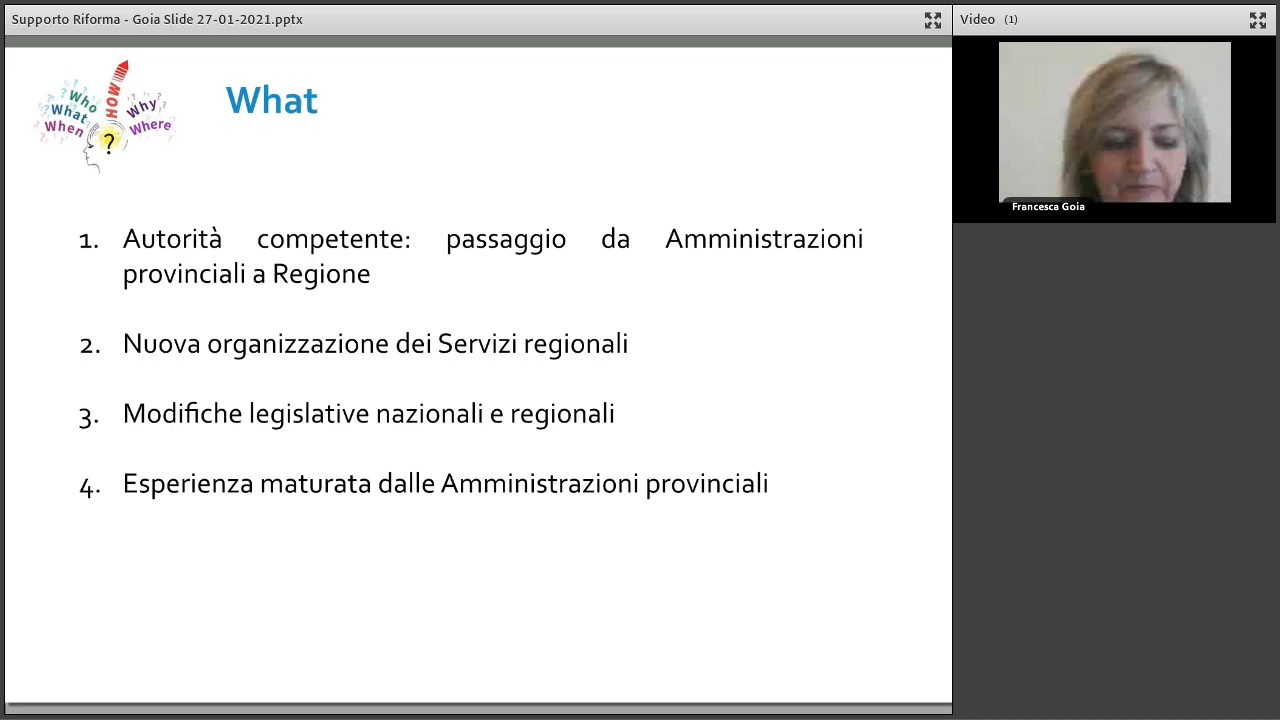 Supporto Riforma - Goia Slide 27-01-2021.pptx
Video (1)
Who
What
When
HOW
Why
Where
?
What
Francesca Goia
1. Autorità competente: passaggio da Amministrazioni
provinciali a Regione
2. Nuova organizzazione dei Servizi regionali
3. Modifiche legislative nazionali e regionali
4. Esperienza maturata dalle Amministrazioni provinciali